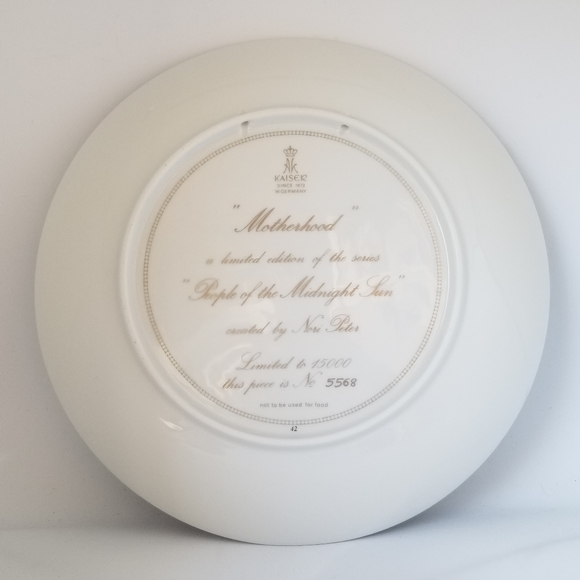 AK
KAISER
SINCE 1872
W. GERMANY
"Motherhood"
a limited edition of the series
"People of the Midnight Sun"
created by Nori Peter
Limited to 15000
this piece is No 5568
not to be used for food
42